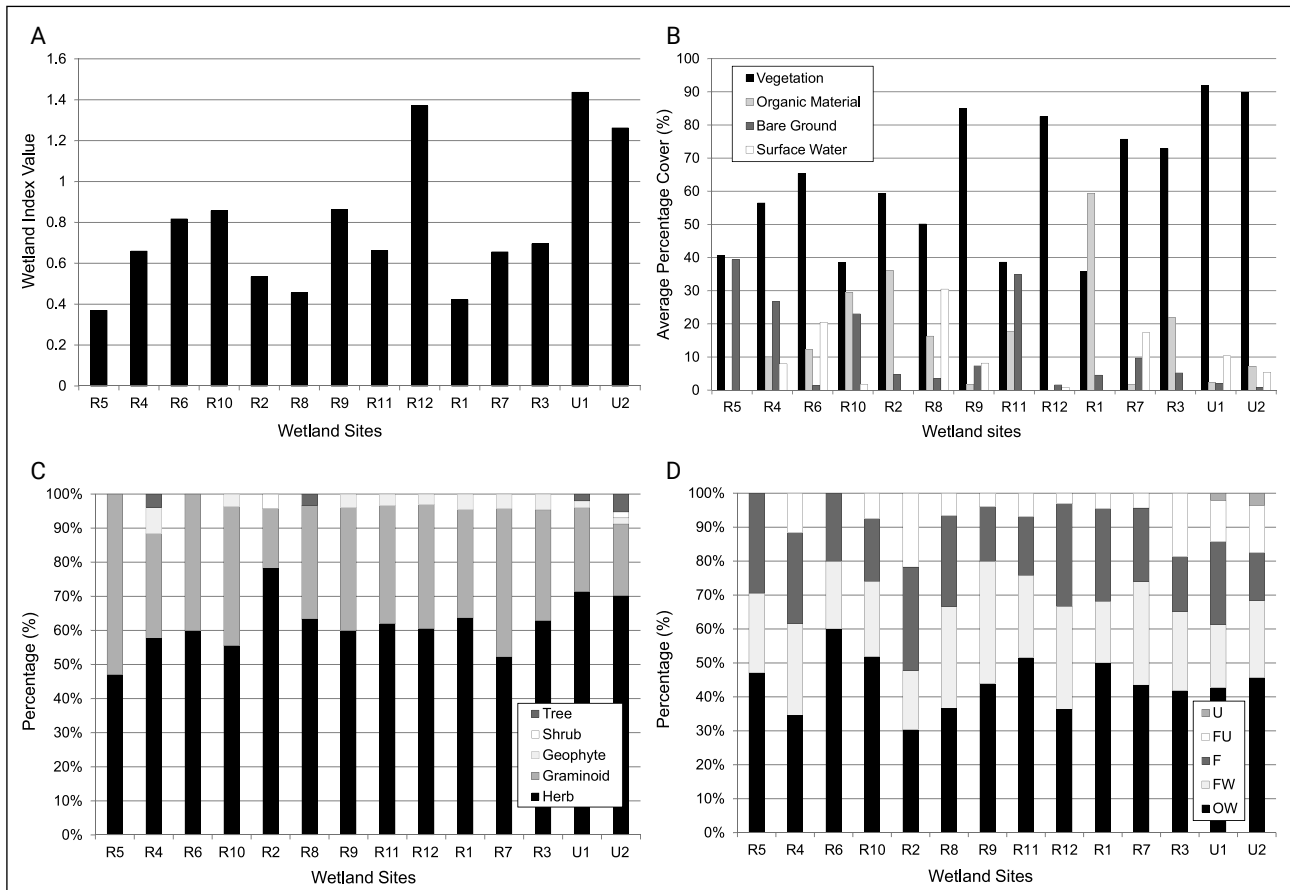 A
1.6
1.4
1.2
1
0.8
0.6
0.4
0.2
0
Wetland Index Value
R5 R4 R6 R10 R2 R8 R9 R11 R12 R1 R7 R3 U1 U2
Wetland Sites
B
100
90
80
70
60
50
40
30
20
10
0
Average Percentage Cover (%)
Vegetation
Organic Material
Bare Ground
Surface Water
R5 R4 R6 R10 R2 R8 R9 R11 R12 R1 R7 R3 U1 U2
Wetland sites
C
100%
90%
80%
70%
60%
50%
40%
30%
20%
10%
0%
Percentage (%)
Tree
Shrub
Geophyte
Graminoid
Herb
R5 R4 R6 R10 R2 R8 R9 R11 R12 R1 R7 R3 U1 U2
Wetland Sites
D
100%
90%
80%
70%
60%
50%
40%
30%
20%
10%
0%
Percentage (%)
U
FU
F
FW
OW
R5 R4 R6 R10 R2 R8 R9 R11 R12 R1 R7 R3 U1 U2
Wetland Sites